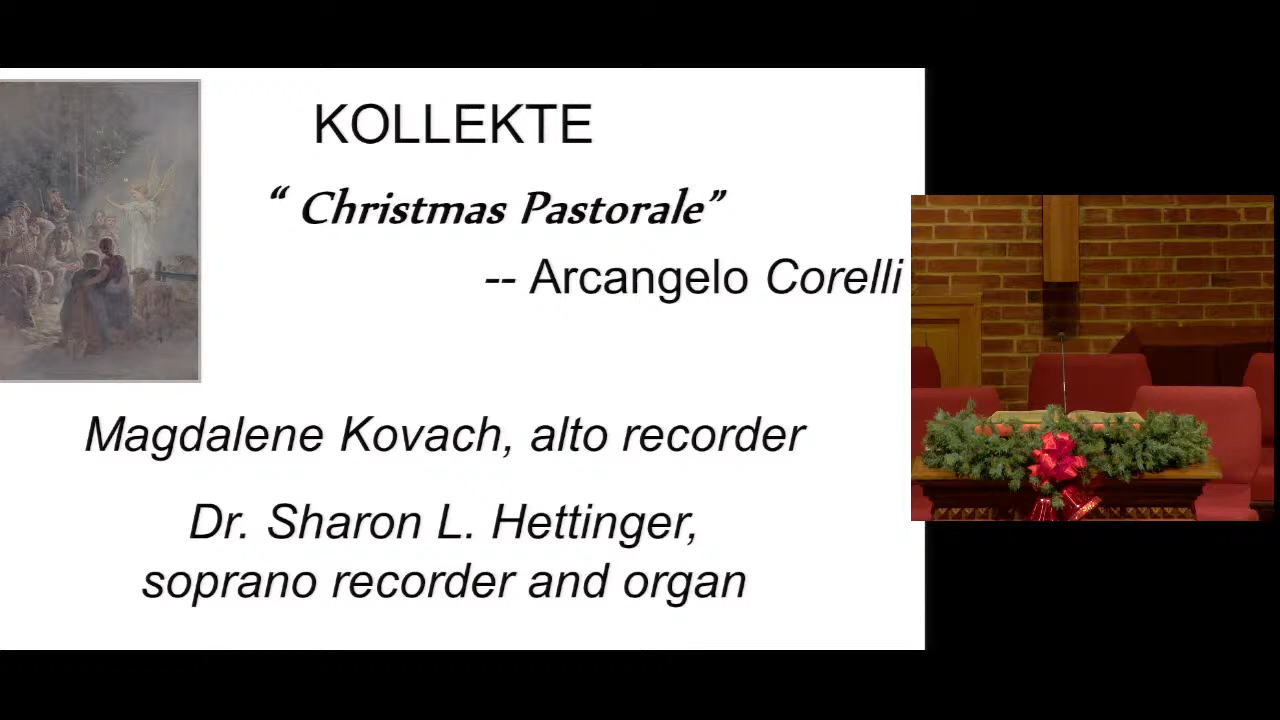 KOLLEKTE
“ Christmas Pastorale”
-- Arcangelo Corelli
Magdalene Kovach, alto recorder
Dr. Sharon L. Hettinger,
soprano recorder and organ